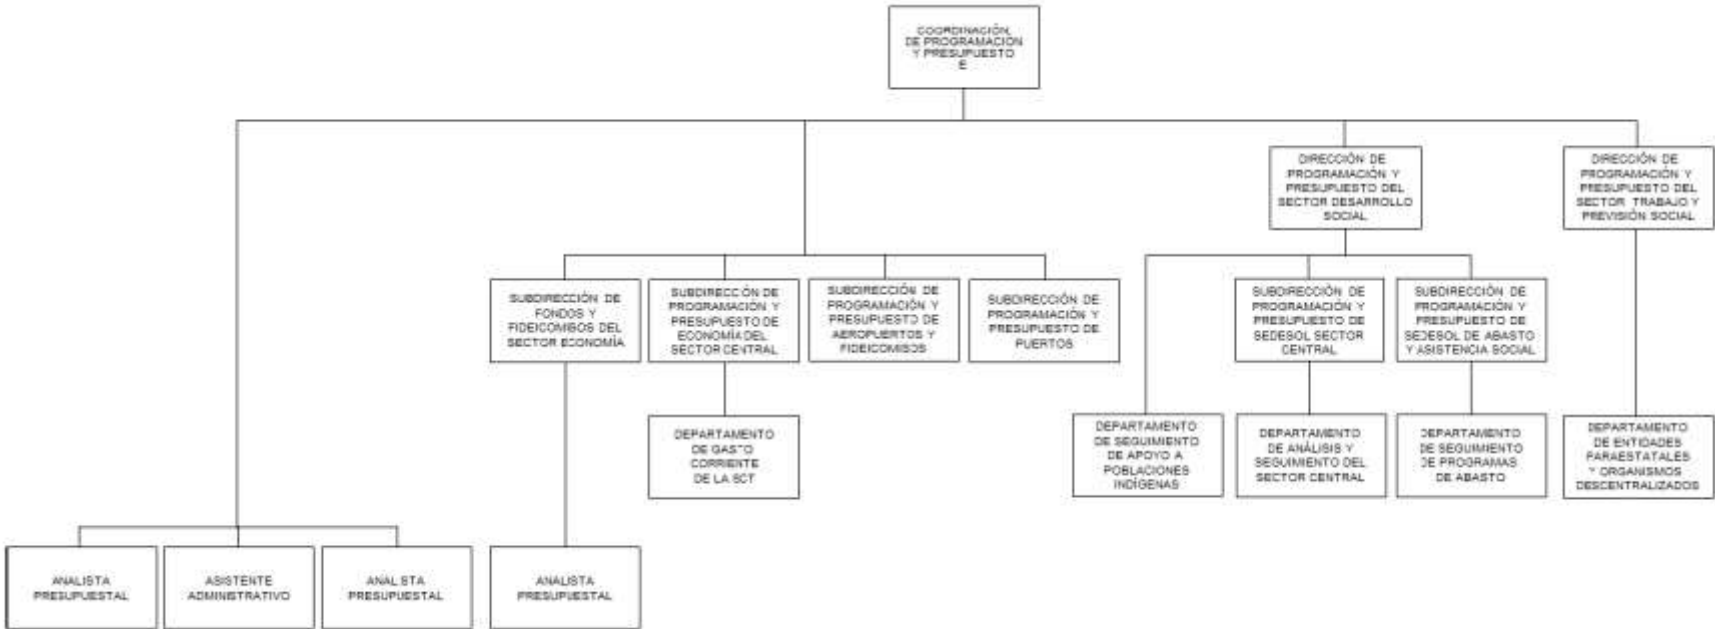 COORDINACIÓN,
DE PROGRAMACIÓN
Y PRESUPUESTO
E
DIRECCIÓN DE
PROGRAMACIÓN Y
PRESUPUESTO DEL
SECTOR DESARROLLO
SOCIAL
DIRECCIÓN DE
PROGRAMACIÓN Y
PRESUPUESTO DEL
SECTOR TRABAJO Y
PREVISIÓN SOCIAL
SUBDIRECCIÓN DE
FONDOS Y
FIDEICOMISOS DEL
SECTOR ECONOMÍA
SUBDIRECCIÓN DE
PROGRAMACIÓN Y
PRESUPUESTO DE
ECONOMÍA DEL
SECTOR CENTRAL
SUBDIRECCIÓN DE
PROGRAMACIÓN Y
PRESUPUESTO DE
AEROPUERTOS Y
FIDEICOMISOS
SUBDIRECCIÓN DE
PROGRAMACIÓN Y
PRESUPUESTO DE
PUERTOS
SUBDIRECCIÓN DE
PROGRAMACIÓN Y
PRESUPUESTO DE
SEDESOL SECTOR
CENTRAL
SUBDIRECCIÓN DE
PROGRAMACIÓN Y
PRESUPUESTO DE
SEDESOL DE ABASTO
Y ASISTENCIA SOCIAL
DEPARTAMENTO
DE GASTO
CORRIENTE
DE LA SCT
DEPARTAMENTO
DE SEGUIMIENTO
DE APOYO A
POBLACIONES
INDÍGENAS
DEPARTAMENTO
DE ANÁLISIS Y
SEGUIMIENTO DEL
SECTOR CENTRAL
DEPARTAMENTO
DE SEGUIMIENTO
DE PROGRAMAS
DE ABASTO
DEPARTAMENTO
DE ENTIDADES
PARAESTATALES
Y ORGANISMOS
DESCENTRALIZADOS
ANALISTA
PRESUPUESTAL
ASISTENTE
ADMINISTRATIVO
ANALISTA
PRESUPUESTAL
ANALISTA
PRESUPUESTAL